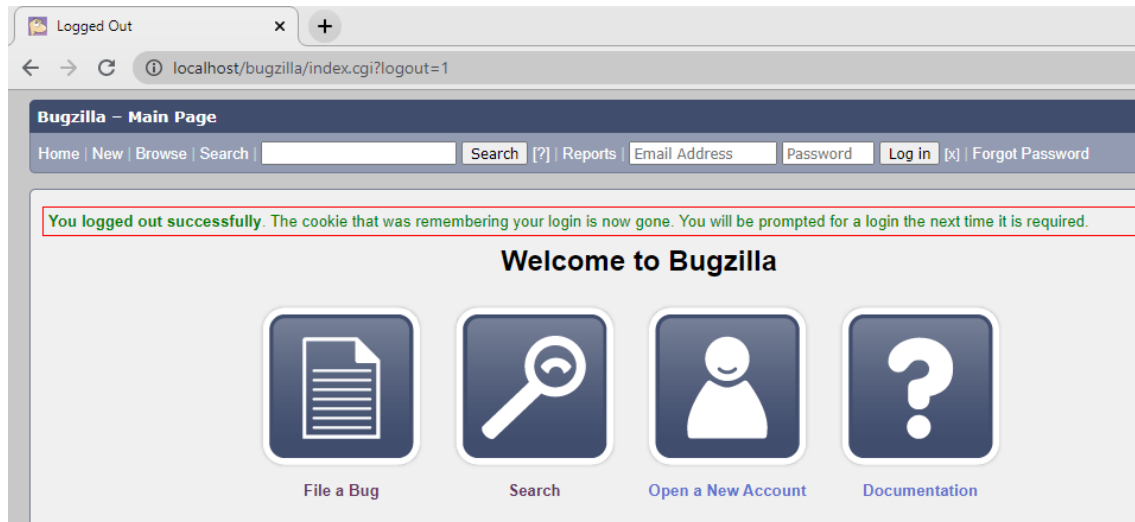 Logged Out
localhost/bugzilla/index.cgi?logout=1
Bugzilla – Main Page
Home | New | Browse | Search | Search [?] | Reports | Email Address Password Log in [x] | Forgot Password
You logged out successfully. The cookie that was remembering your login is now gone. You will be prompted for a login the next time it is required.
Welcome to Bugzilla
File a Bug Search Open a New Account Documentation